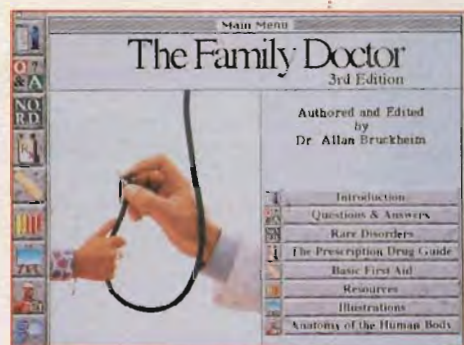 Main Menu
The Family Doctor
3rd Edition
Authored and Edited
by
Dr. Allan Bruckheim
Q ?
& A
N.O.
R.D.
Introduction
Questions & Answers
Rare Disorders
The Prescription Drug Guide
Basic First Aid
Resources
Illustrations
Anatomy of the Human Body